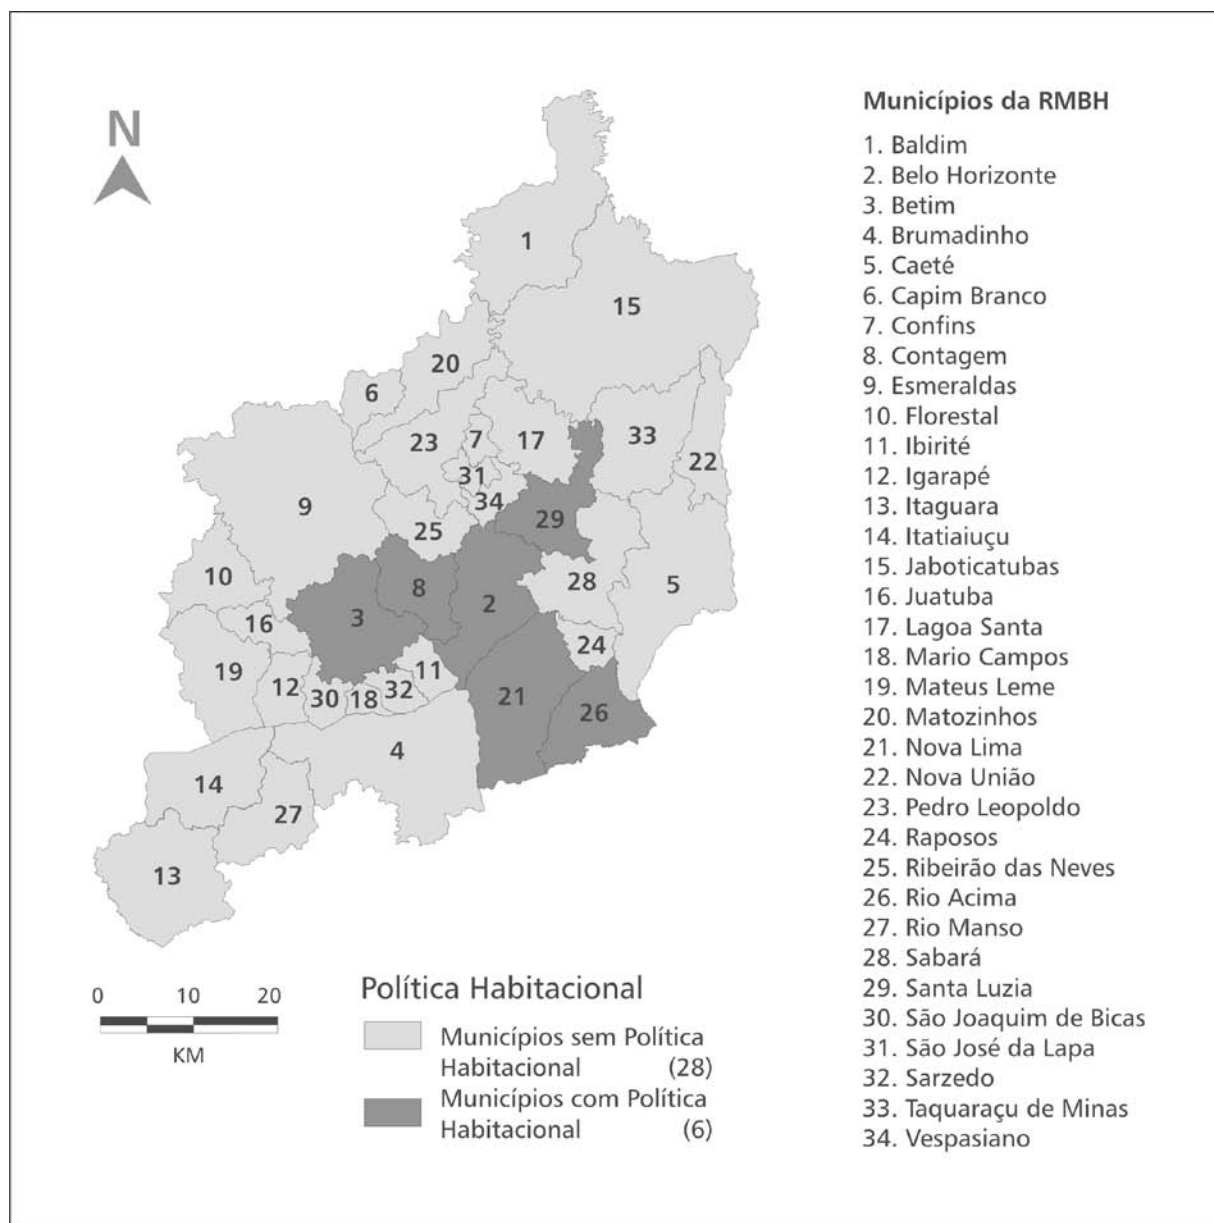 N
Municípios da RMBH
1. Baldim
2. Belo Horizonte
3. Betim
4. Brumadinho
5. Caeté
6. Capim Branco
7. Confins
8. Contagem
9. Esmeraldas
10. Florestal
11. Ibirité
12. Igarapé
13. Itaguara
14. Itatiaiuçu
15. Jaboticatubas
16. Juatuba
17. Lagoa Santa
18. Mario Campos
19. Mateus Leme
20. Matozinhos
21. Nova Lima
22. Nova União
23. Pedro Leopoldo
24. Raposos
25. Ribeirão das Neves
26. Rio Acima
27. Rio Manso
28. Sabará
29. Santa Luzia
30. São Joaquim de Bicas
31. São José da Lapa
32. Sarzedo
33. Taquaraçu de Minas
34. Vespasiano
1
15
20
6
23
7
17
33
22
31
34
9
25
29
10
8
28
5
3
2
16
24
19
11
12
30
18
32
21
26
4
14
27
13
0 10 20
KM
Política Habitacional
Municípios sem Política
Habitacional (28)
Municípios com Política
Habitacional (6)